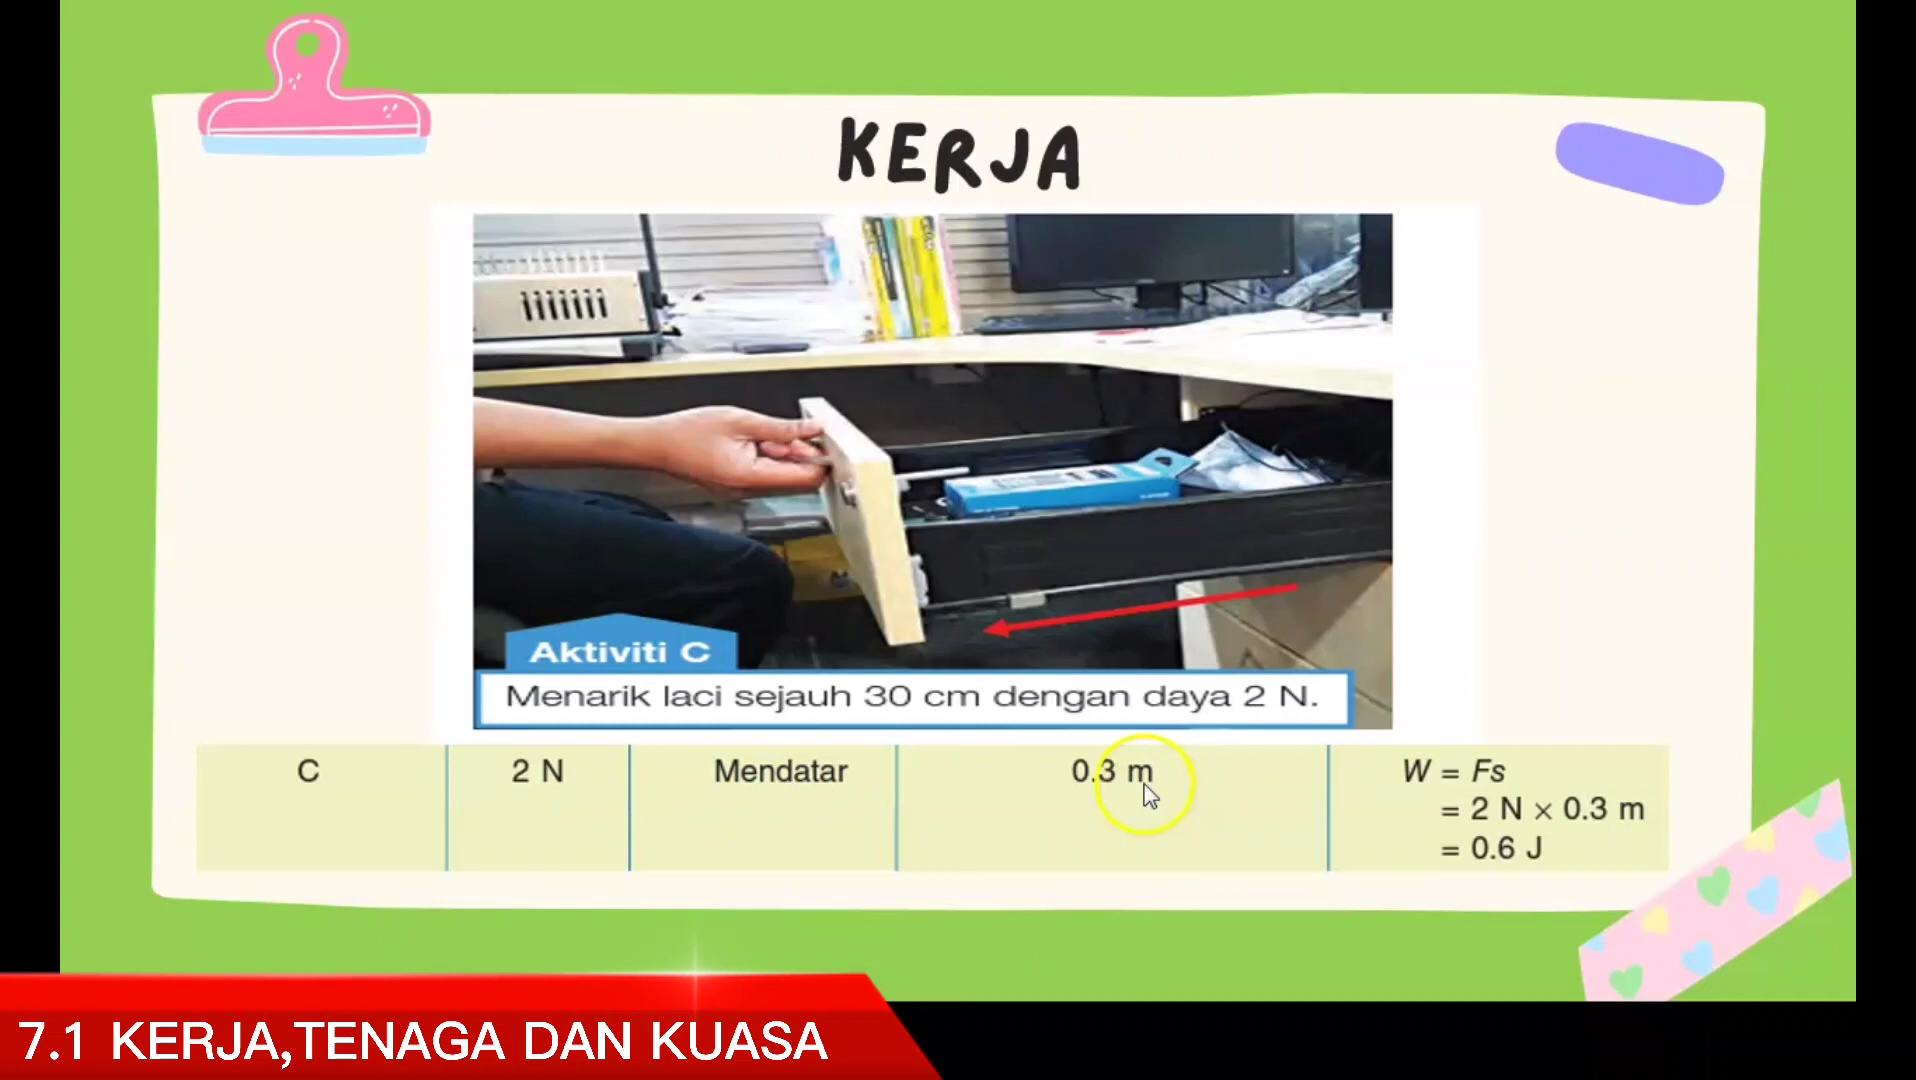 KERJA
Aktiviti C
Menarik laci sejauh 30 cm dengan daya 2 N.
C
2 N
Mendatar
0.3 m
W = Fs
= 2 N × 0.3 m
= 0.6 J
7.1 KERJA,TENAGA DAN KUASA